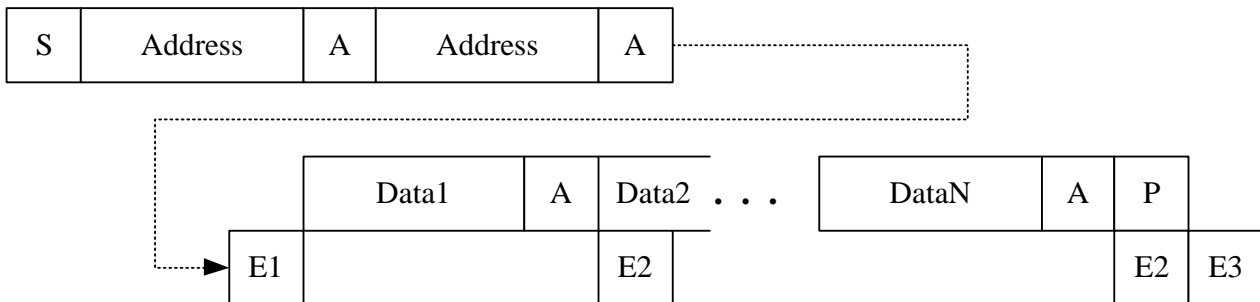 S Address A Address A
Data1 A Data2 . . . DataN A P
E1 E2 E2 E3